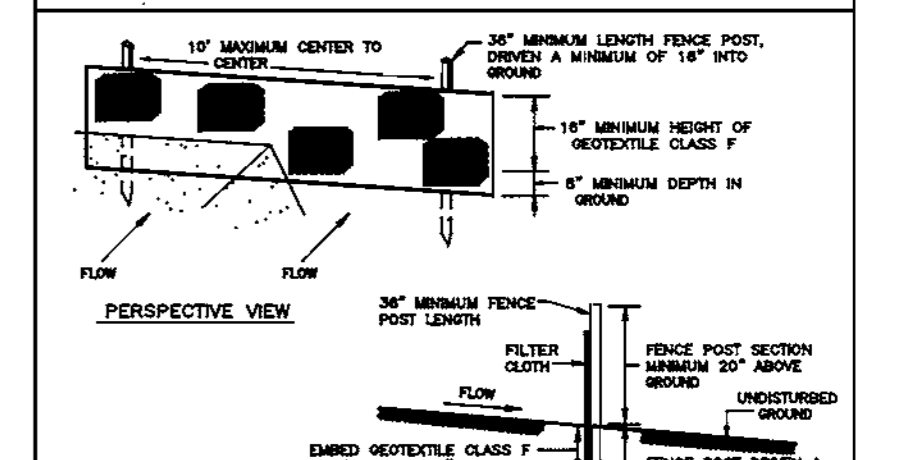 10' MAXIMUM CENTER TO
CENTER
36" MINIMUM LENGTH FENCE POST,
DRIVEN A MINIMUM OF 16" INTO
GROUND
16" MINIMUM HEIGHT OF
GEOTEXTILE CLASS F
8" MINIMUM DEPTH IN
GROUND
FLOW
FLOW
PERSPECTIVE VIEW
36" MINIMUM FENCE
POST LENGTH
FILTER
CLOTH
FENCE POST SECTION
MINIMUM 20" ABOVE
GROUND
UNDISTURBED
GROUND
FLOW
EMBED GEOTEXTILE CLASS F